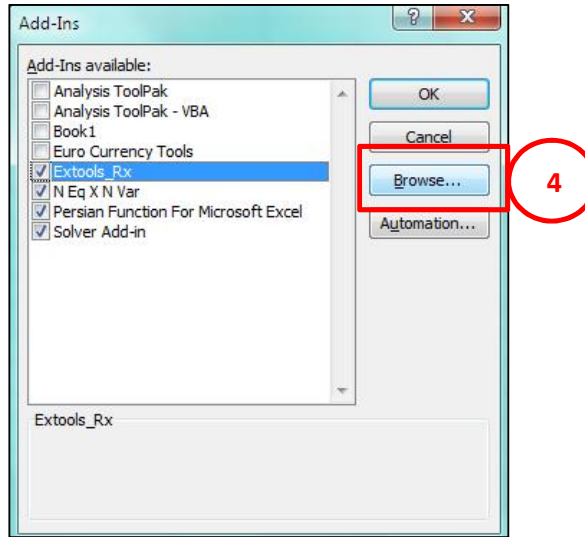 Add-Ins
Add-Ins available:
Analysis ToolPak
Analysis ToolPak - VBA
Book1
Euro Currency Tools
Extools_Rx
N Eq X N Var
Persian Function For Microsoft Excel
Solver Add-in
OK
Cancel
Browse...
Automation...
4
Extools_Rx